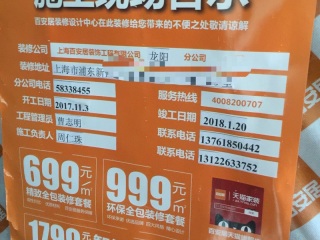 施工现场公示
百安居装修设计中心在此装修给您带来的不便之处敬请谅解
装修公司 上海百安居装饰工程有限公司 龙阳 分公司
装修地址 上海市浦东新
分公司电话 58338455 服务热线 4008200707
开工日期 2017.11.3 竣工日期 2018.1.20
工程管理员 曹志明 联系电话 13761850442
施工负责人 周仁珠 联系电话 13122633752
699元/㎡
精致全包装修套餐
999元/㎡
环保全包装修套餐
1790
天猫家装